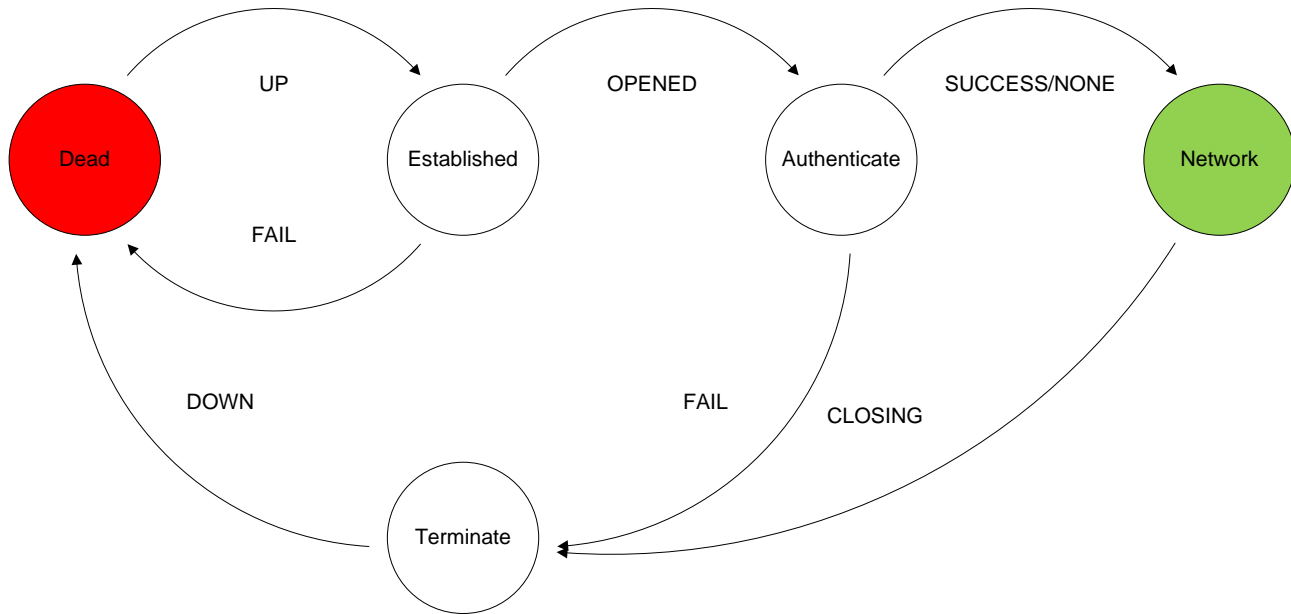 UP
OPENED
SUCCESS/NONE
Dead
Established
Authenticate
Network
FAIL
DOWN
FAIL
CLOSING
Terminate